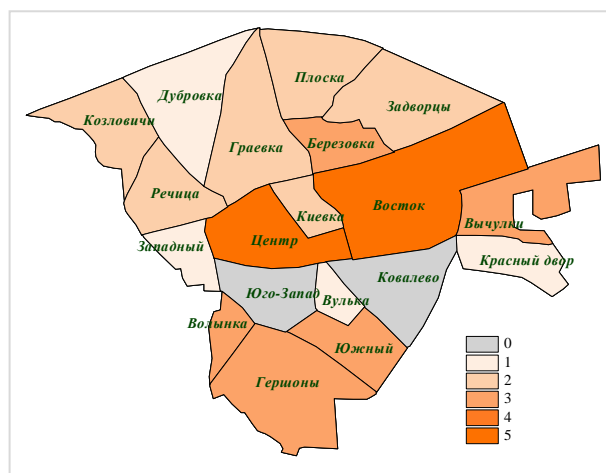 Плоска
Дубровка
Задворцы
Козловичи
Граевка
Березовка
Речица
Киевка
Восток
Вычулки
Западный
Центр
Красный двор
Ковалево
Юго-Запад
Вулька
Волынка
Южный
Гершоны
0
1
2
3
4
5